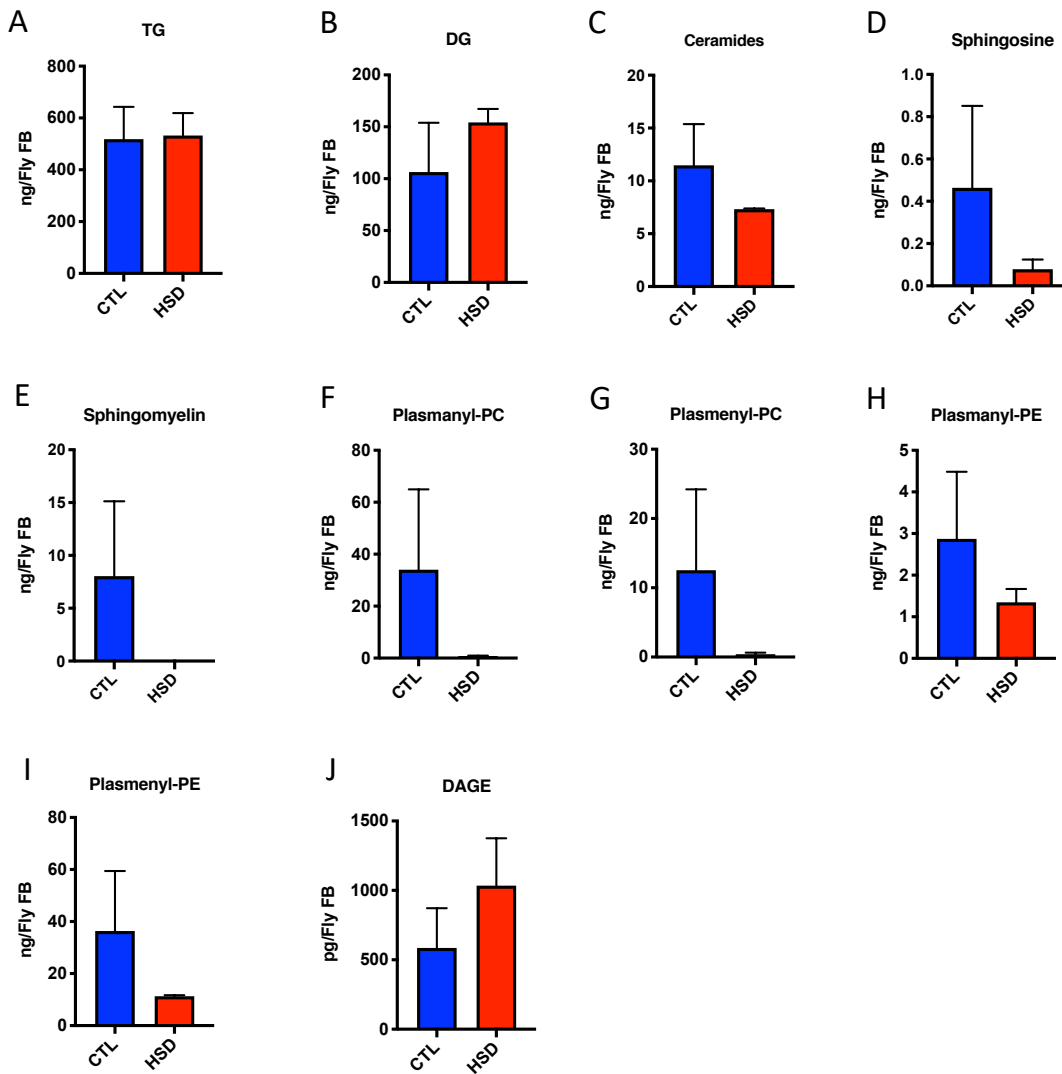 A
TG
800
600
400
200
0
ng/Fly FB
CTL
HSD
B
DG
200
150
100
50
0
ng/Fly FB
CTL
HSD
C
Ceramides
20
15
10
5
0
ng/Fly FB
CTL
HSD
D
Sphingosine
1.0
0.8
0.6
0.4
0.2
0.0
ng/Fly FB
CTL
HSD
E
Sphingomyelin
20
15
10
5
0
ng/Fly FB
CTL
HSD
F
Plasmanyl-PC
80
60
40
20
0
ng/Fly FB
CTL
HSD
G
Plasmenyl-PC
30
20
10
0
ng/Fly FB
CTL
HSD
H
Plasmanyl-PE
5
4
3
2
1
0
ng/Fly FB
CTL
HSD
I
Plasmenyl-PE
80
60
40
20
0
ng/Fly FB
CTL
HSD
J
DAGE
1500
1000
500
0
pg/Fly FB
CTL
HSD